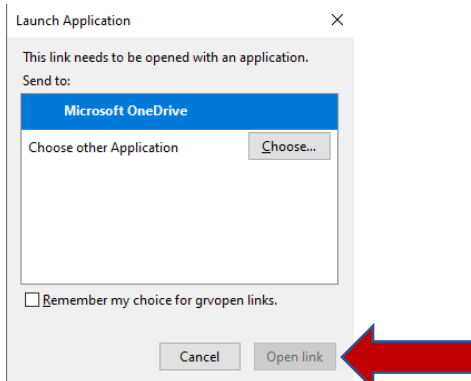 Launch Application
This link needs to be opened with an application.
Send to:
Microsoft OneDrive
Choose other Application
Choose...
Remember my choice for grvopen links.
Cancel
Open link